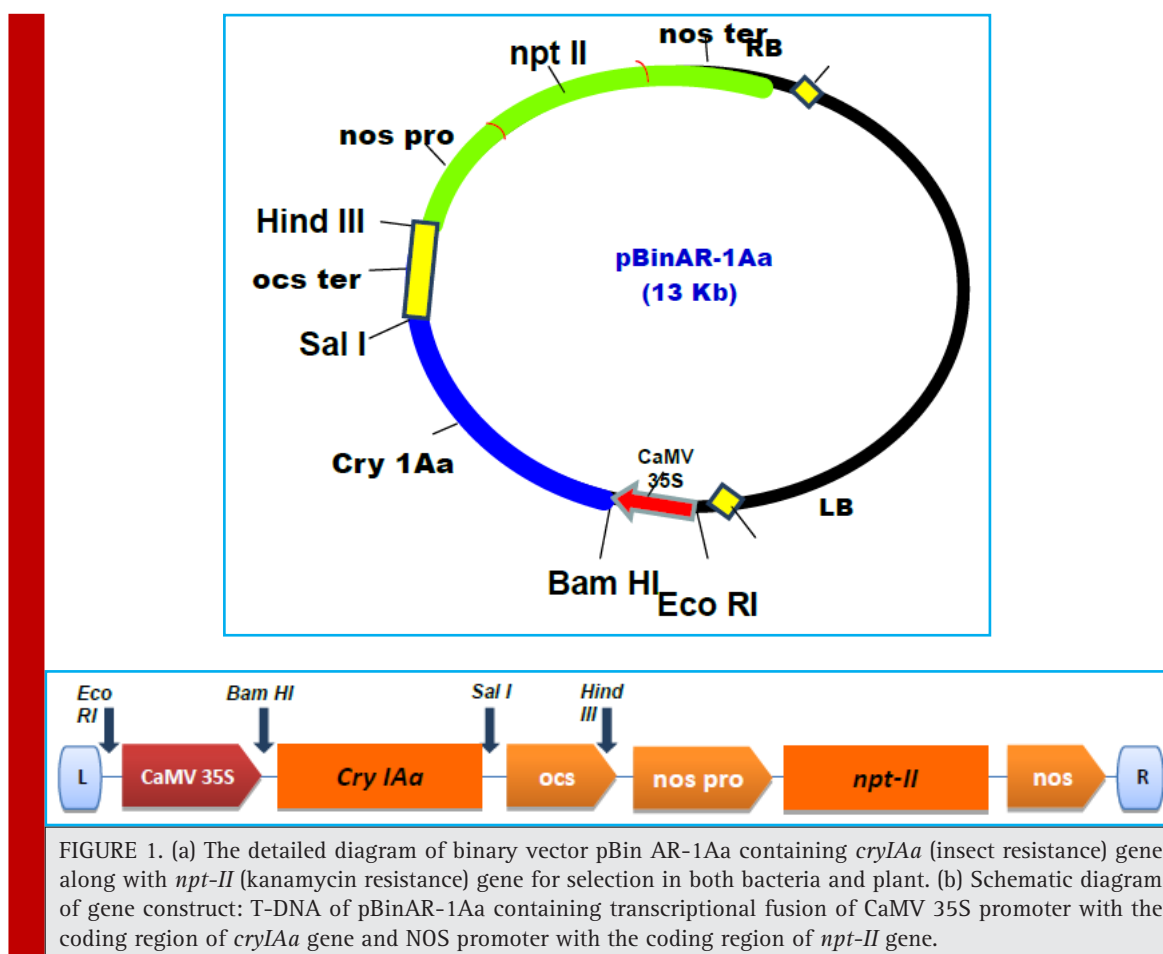 nos ter
RB
npt II
nos pro
Hind III
ocs ter
Sal I
pBinAR-1Aa
(13 Kb)
Cry 1Aa
CaMV
35S
LB
Bam HI
Eco RI
Eco
RI
Bam HI
Sal I
Hind
III
L
CaMV 35S
Cry IAa
ocs
nos pro
npt-II
nos
R
FIGURE 1. (a) The detailed diagram of binary vector pBin AR-1Aa containing cryIAa (insect resistance) gene
along with npt-II (kanamycin resistance) gene for selection in both bacteria and plant. (b) Schematic diagram
of gene construct: T-DNA of pBinAR-1Aa containing transcriptional fusion of CaMV 35S promoter with the
coding region of cryIAa gene and NOS promoter with the coding region of npt-II gene.